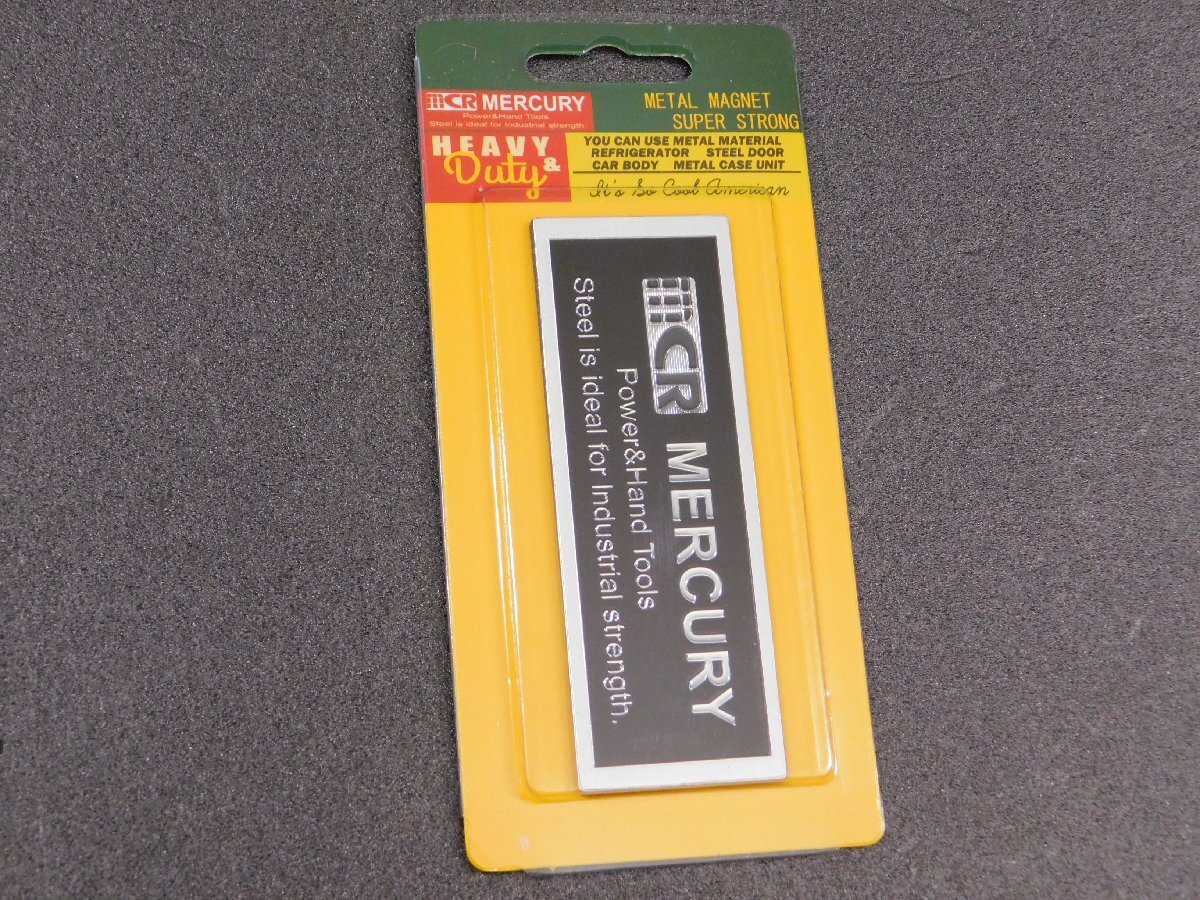 MCR MERCURY
Power&Hand Tools
Steel is ideal for Industrial strength.
METAL MAGNET
SUPER STRONG
HEAVY
& Duty
YOU CAN USE METAL MATERIAL
REFRIGERATOR STEEL DOOR
CAR BODY METAL CASE UNIT
It's So Cool American
MCR MERCURY
Power&Hand Tools
Steel is ideal for Industrial strength.